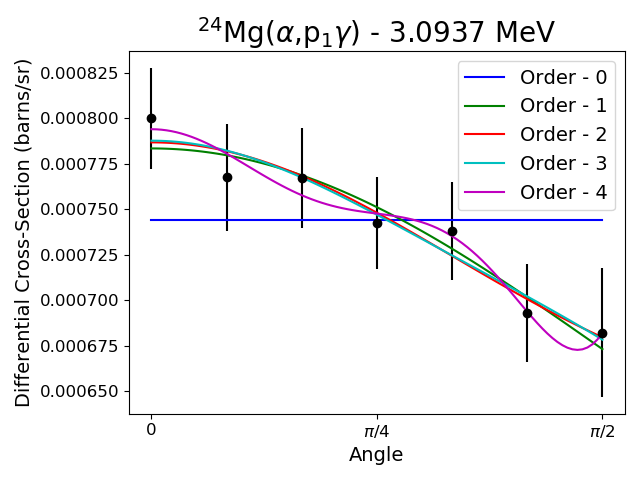 ²⁴Mg(α,p₁γ) - 3.0937 MeV
Order - 0
Order - 1
Order - 2
Order - 3
Order - 4
Differential Cross-Section (barns/sr)
0.000825
0.000800
0.000775
0.000750
0.000725
0.000700
0.000675
0.000650
0
π/4
π/2
Angle